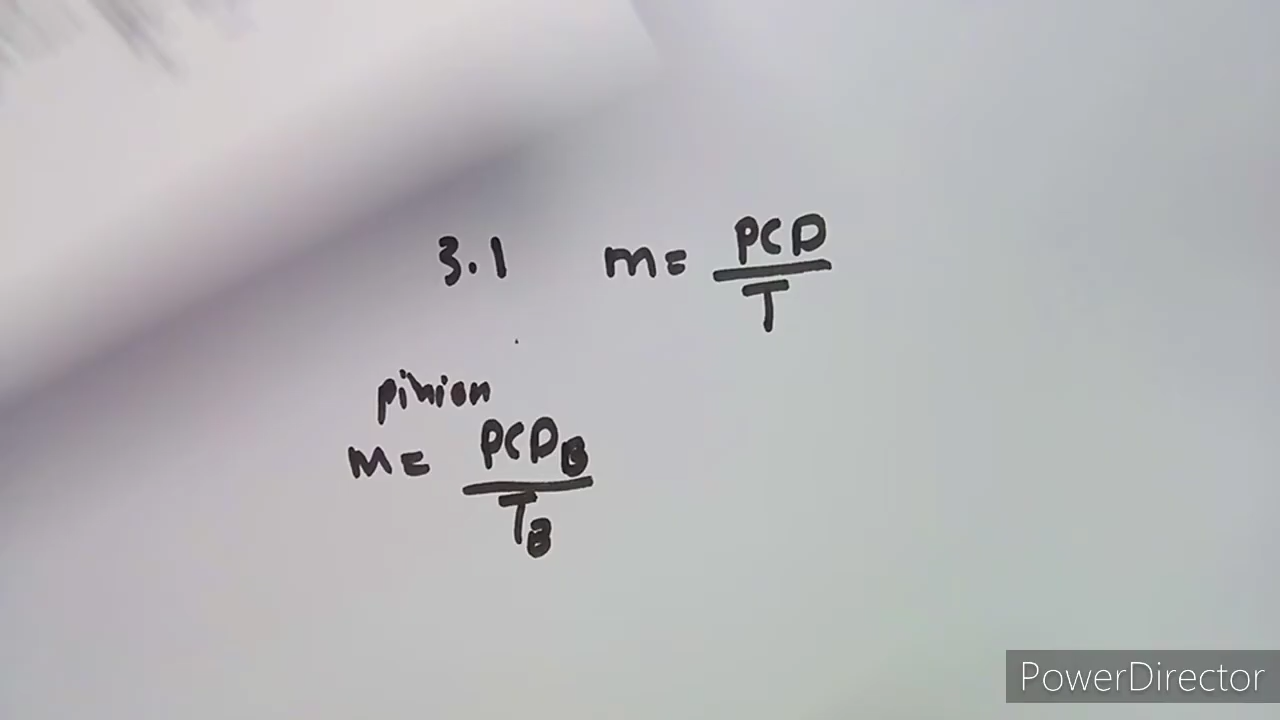 3.1 m= PCD/T
pinion
m= PCDB/TB
PowerDirector